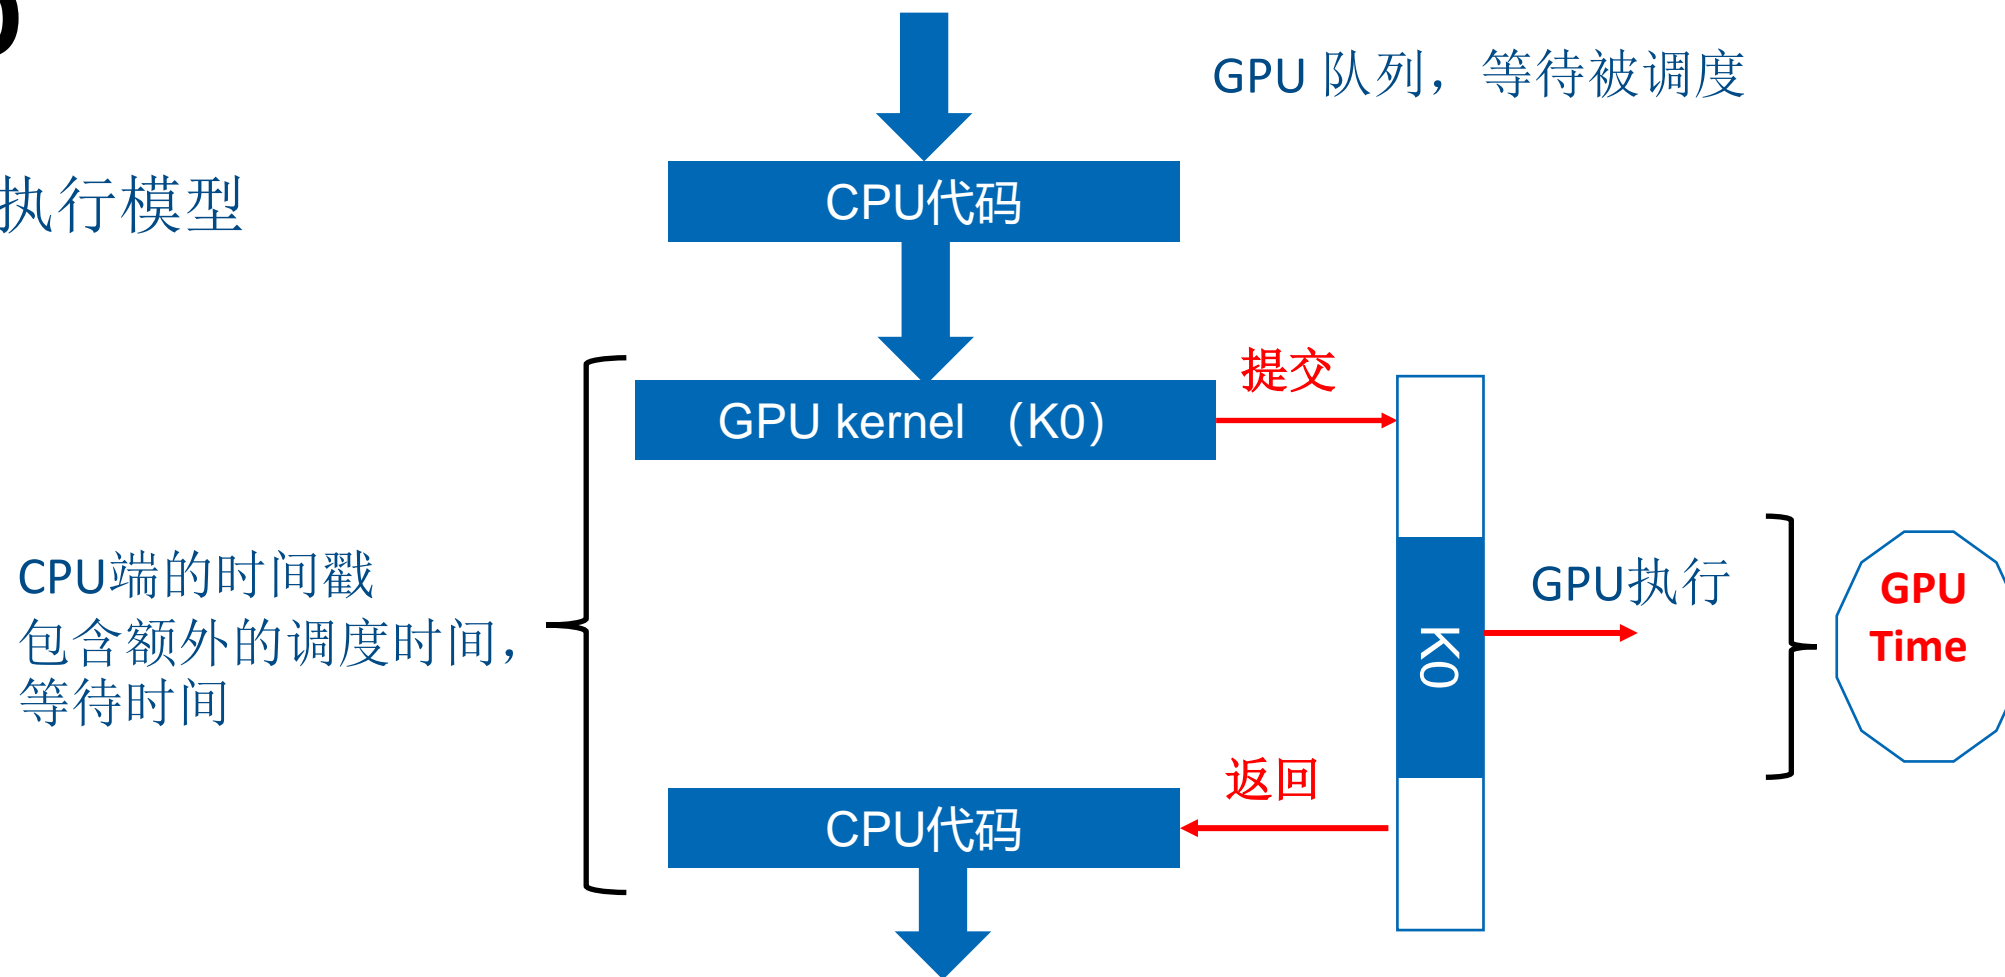 GPU 队列，等待被调度
执行模型
CPU代码
提交
GPU kernel （K0）
CPU端的时间戳
包含额外的调度时间，
等待时间
GPU执行
K0
GPU
Time
返回
CPU代码